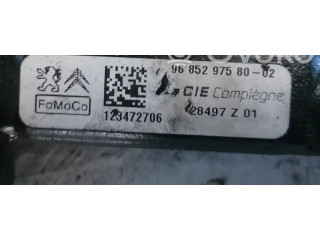 96 852 975 80-02
CIE Compiègne
FoMoCo
123472706
28497 Z 01